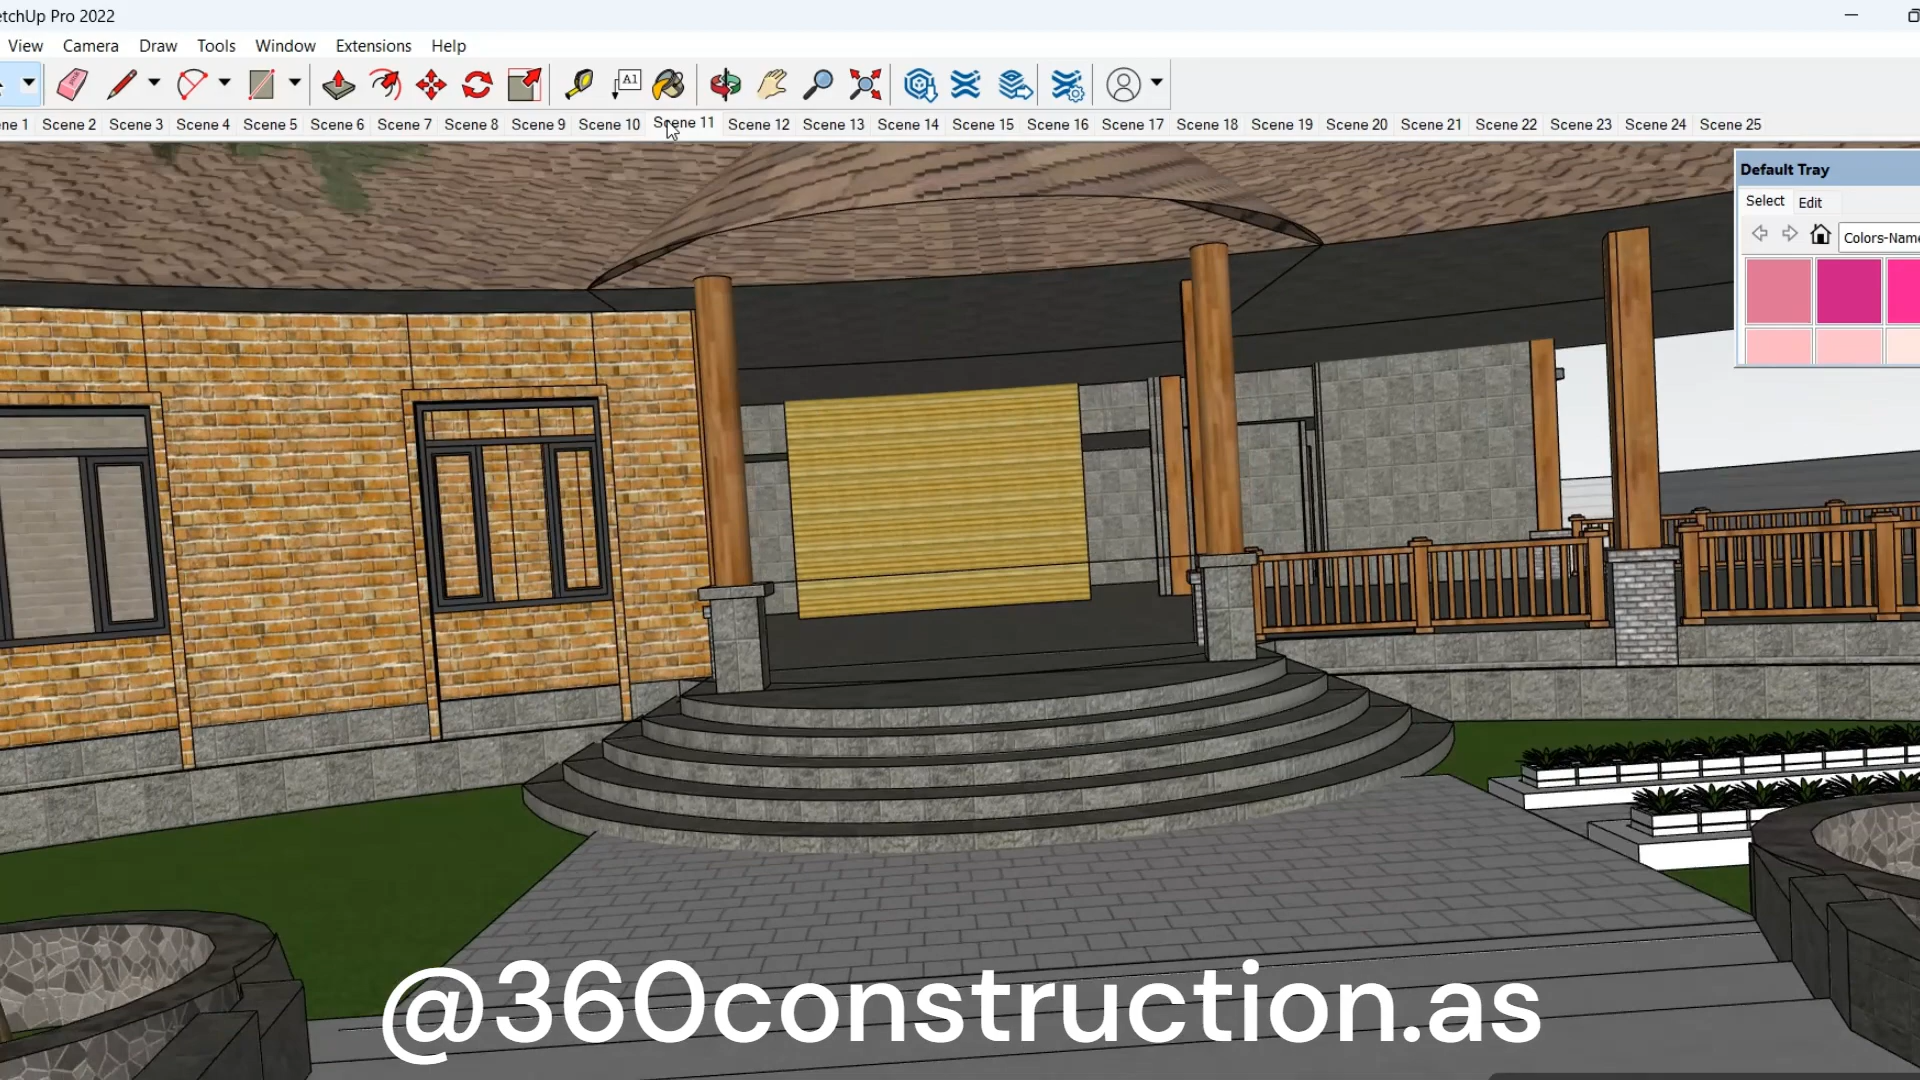 etchUp Pro 2022
View Camera Draw Tools Window Extensions Help
A1
ne 1 Scene 2 Scene 3 Scene 4 Scene 5 Scene 6 Scene 7 Scene 8 Scene 9 Scene 10 Scene 11 Scene 12 Scene 13 Scene 14 Scene 15 Scene 16 Scene 17 Scene 18 Scene 19 Scene 20 Scene 21 Scene 22 Scene 23 Scene 24 Scene 25
Default Tray
Select Edit
Colors-Name
@360construction.as